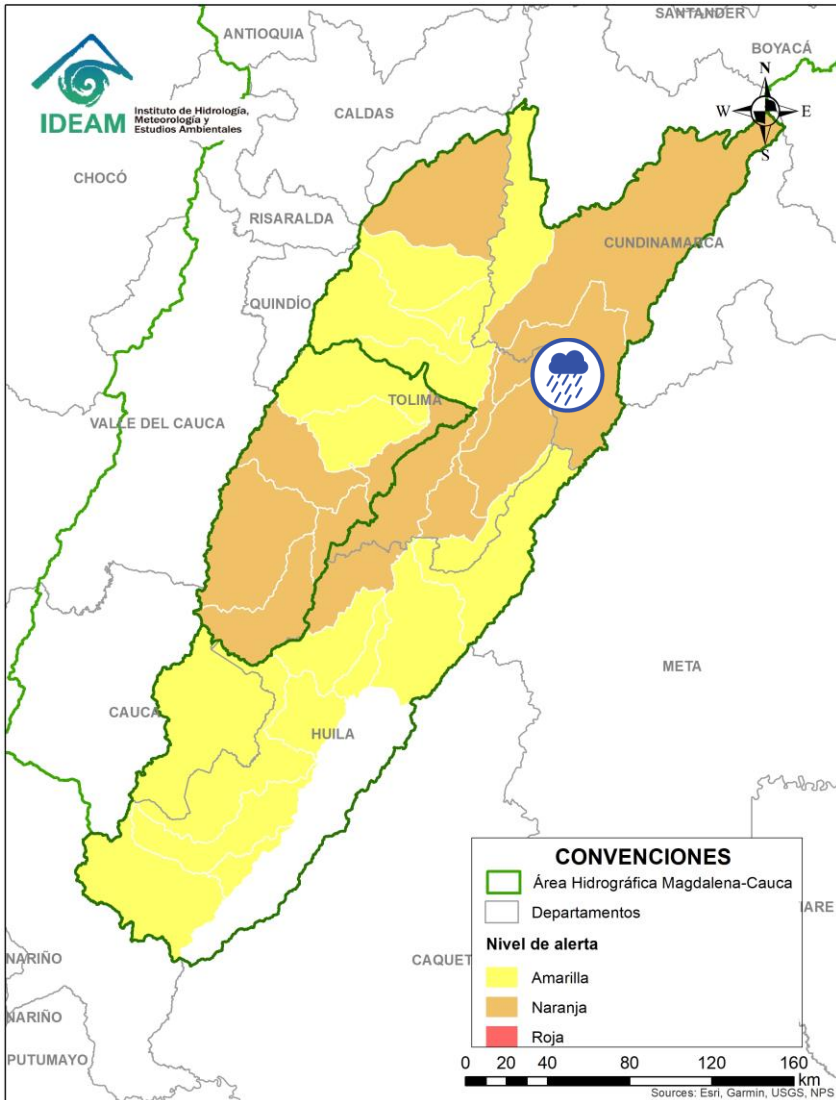 SANTANDER
ANTIOQUIA
BOYACÁ
N
W E
S
IDEAM
Instituto de Hidrología,
Meteorología y
Estudios Ambientales
CALDAS
CHOCÓ
RISARALDA
CUNDINAMARCA
QUINDÍO
TOLIMA
VALLE DEL CAUCA
META
CAUCA
HUILA
CONVENCIONES
Área Hidrográfica Magdalena-Cauca
Departamentos
IARE
Nivel de alerta
NARIÑO
CAQUET
Amarilla
Naranja
NARIÑO
Roja
PUTUMAYO
0 20 40 80 120 160
km
Sources: Esri, Garmin, USGS, NPS